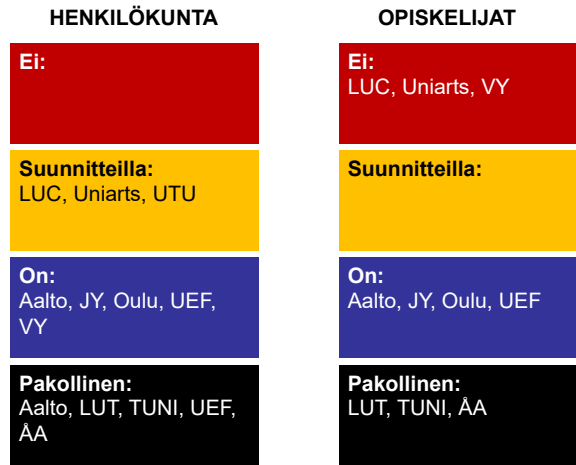 HENKILÖKUNTA
Ei:
Suunnitteilla:
LUC, Uniarts, UTU
On:
Aalto, JY, Oulu, UEF,
VY
Pakollinen:
Aalto, LUT, TUNI, UEF,
ÅA
OPISKELIJAT
Ei:
LUC, Uniarts, VY
Suunnitteilla:
On:
Aalto, JY, Oulu, UEF
Pakollinen:
LUT, TUNI, ÅA